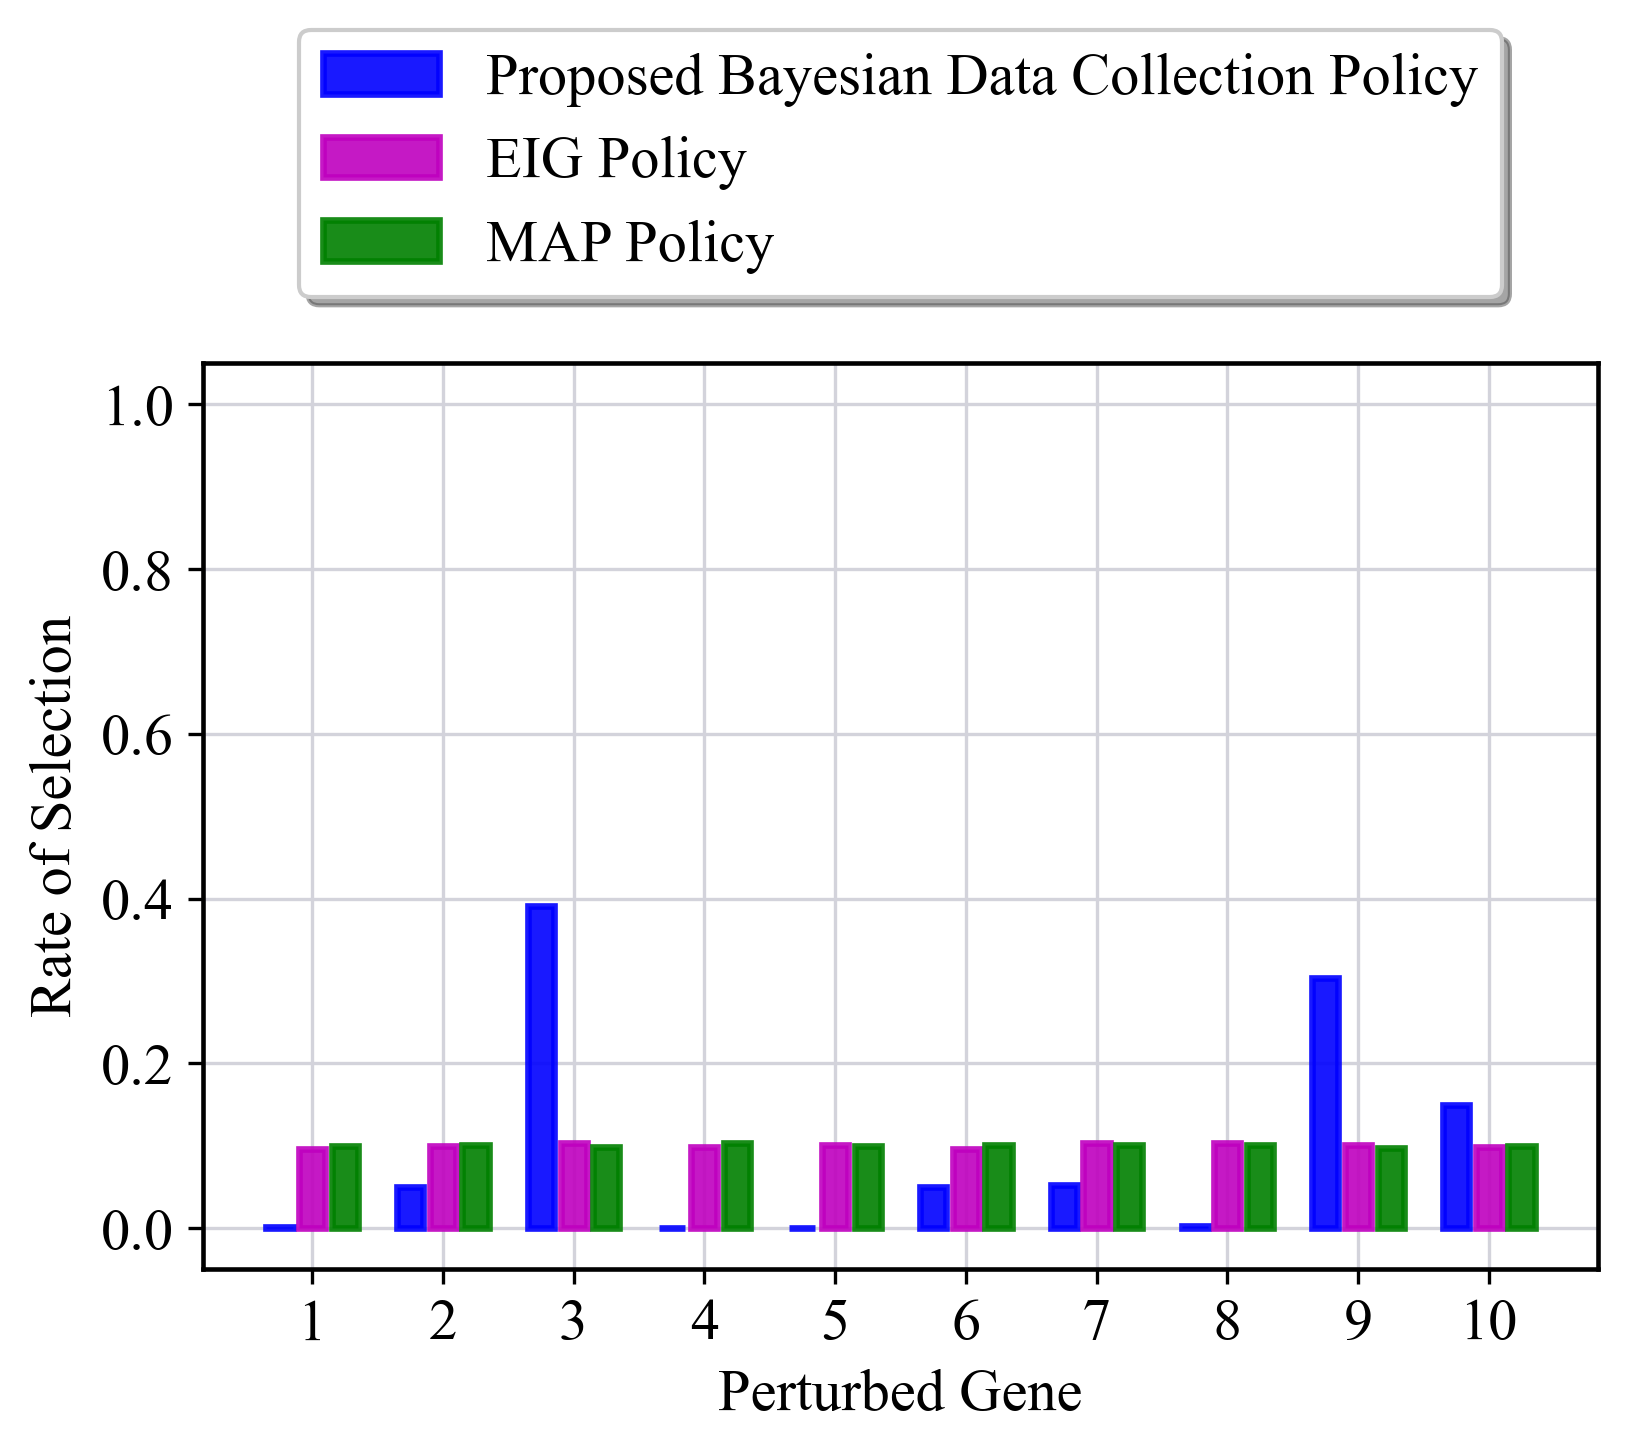 Proposed Bayesian Data Collection Policy
EIG Policy
MAP Policy
1.0
0.8
0.6
0.4
0.2
0.0
Rate of Selection
1 2 3 4 5 6 7 8 9 10
Perturbed Gene